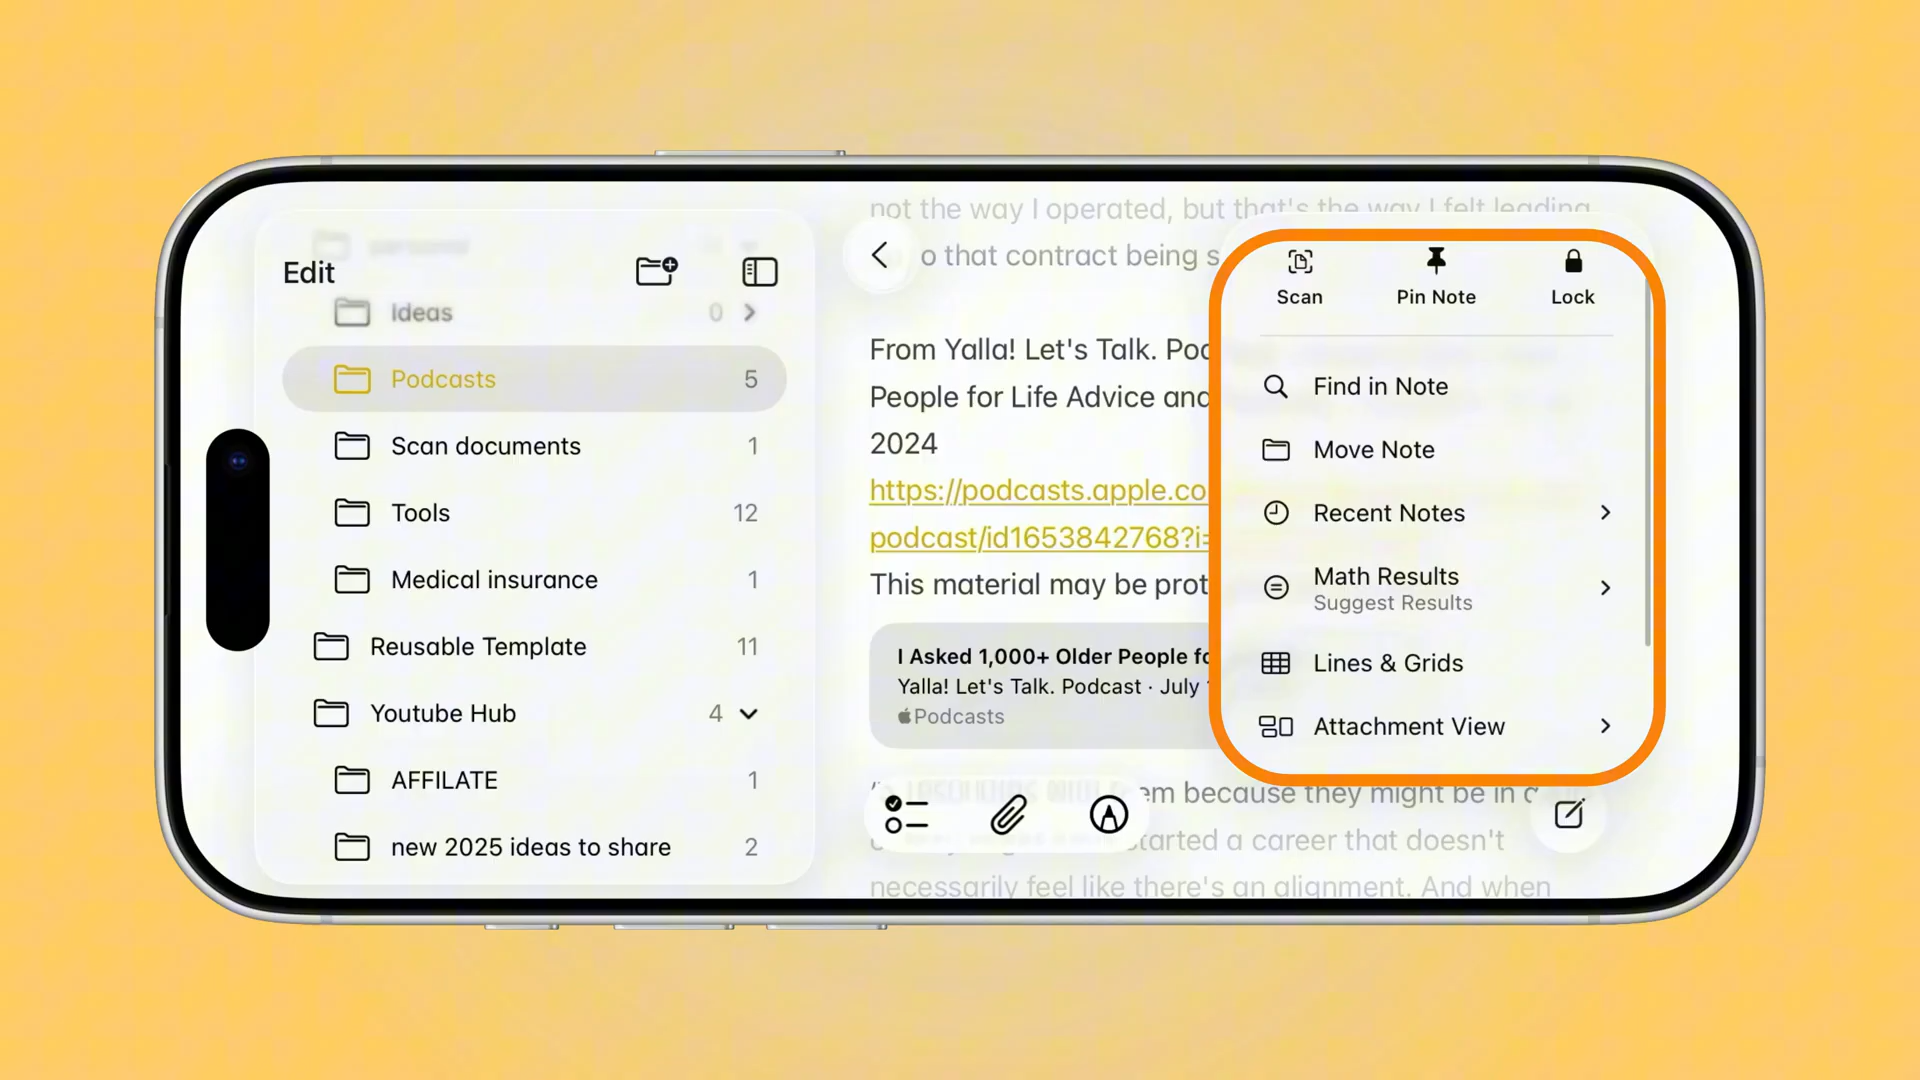 Edit
Ideas 0
Podcasts 5
Scan documents 1
Tools 12
Medical insurance 1
Reusable Template 11
Youtube Hub 4
AFFILATE 1
new 2025 ideas to share 2
not the way I operated, but that's the way I felt leading
o that contract being s
From Yalla! Let's Talk. Pod
People for Life Advice and
2024
https://podcasts.apple.co
podcast/id1653842768?i=
This material may be prot
I Asked 1,000+ Older People fo
Yalla! Let's Talk. Podcast · July
Podcasts
em because they might be in
started a career that doesn't
necessarily feel like there's an alignment. And when
Scan
Pin Note
Lock
Find in Note
Move Note
Recent Notes
Math Results
Suggest Results
Lines & Grids
Attachment View